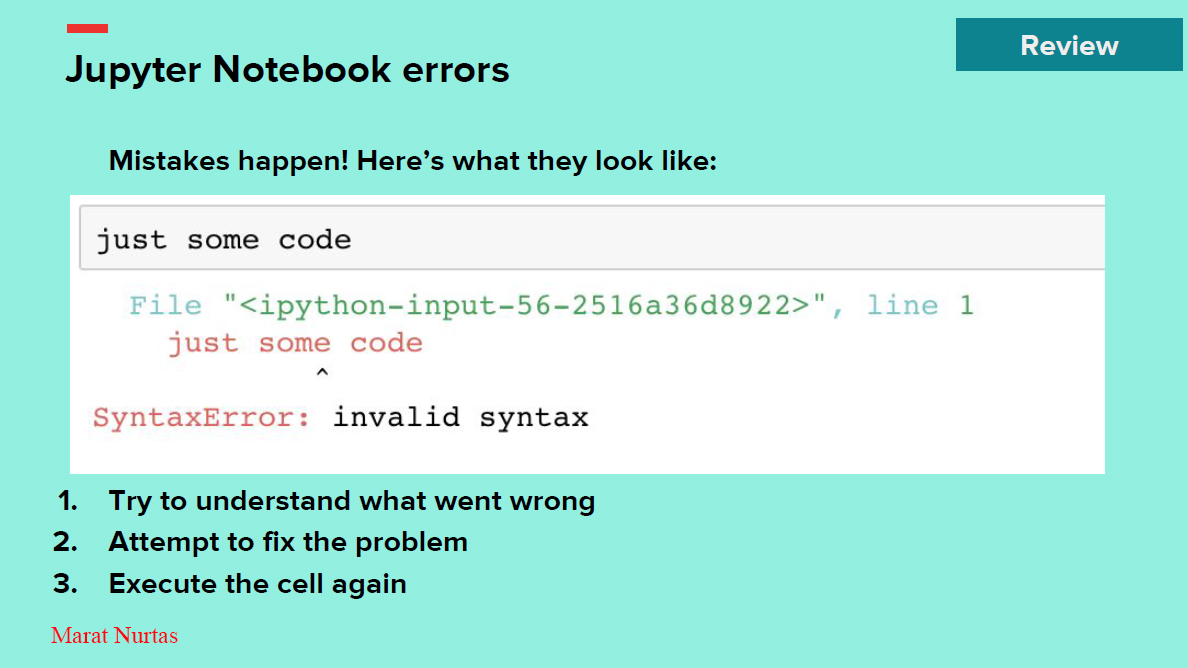 Review
Jupyter Notebook errors
Mistakes happen! Here’s what they look like:
just some code
File "<ipython-input-56-2516a36d8922>", line 1
just some code
^
SyntaxError: invalid syntax
1. Try to understand what went wrong
2. Attempt to fix the problem
3. Execute the cell again
Marat Nurtas